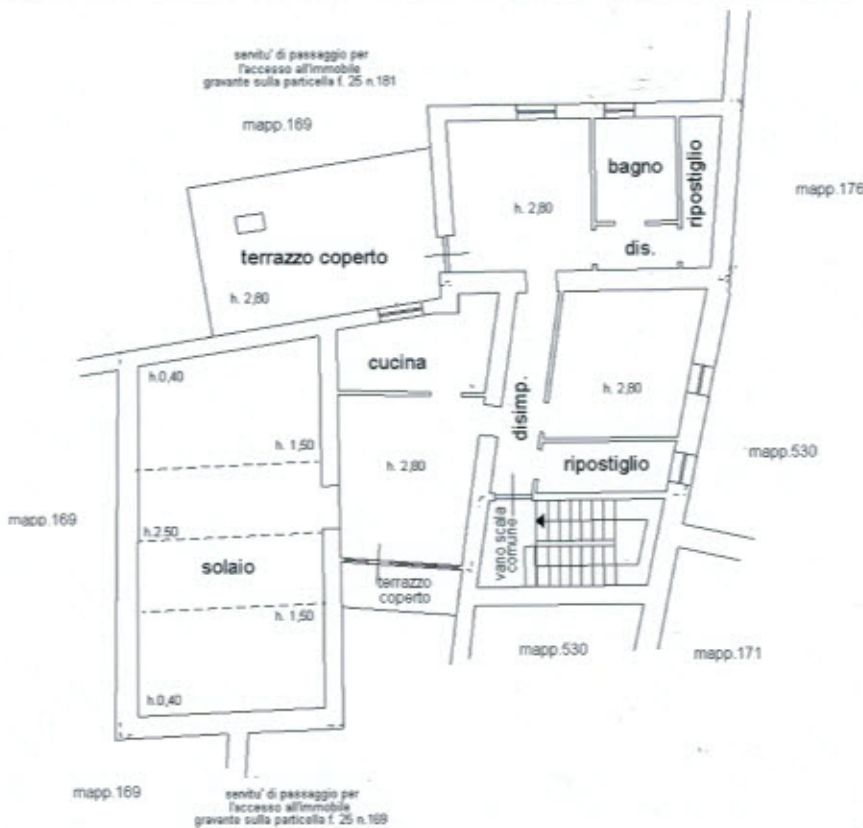 servitu' di passaggio per
l'accesso all'immobile
gravante sulla particella f. 25 n.181
mapp.169
bagno
ripostiglio
mapp.176
h. 2,80
terrazzo coperto
dis.
h. 2,80
cucina
h.0,40
disimp.
h. 2,80
h. 1,50
h. 2,80
ripostiglio
mapp.530
mapp.169
h.2.50
solaio
vano scala
comune
terrazzo
coperto
h. 1,50
mapp.530
mapp.171
h.0,40
mapp.169
servitu' di passaggio per
l'accesso all'immobile
gravante sulla particella f. 25 n.169